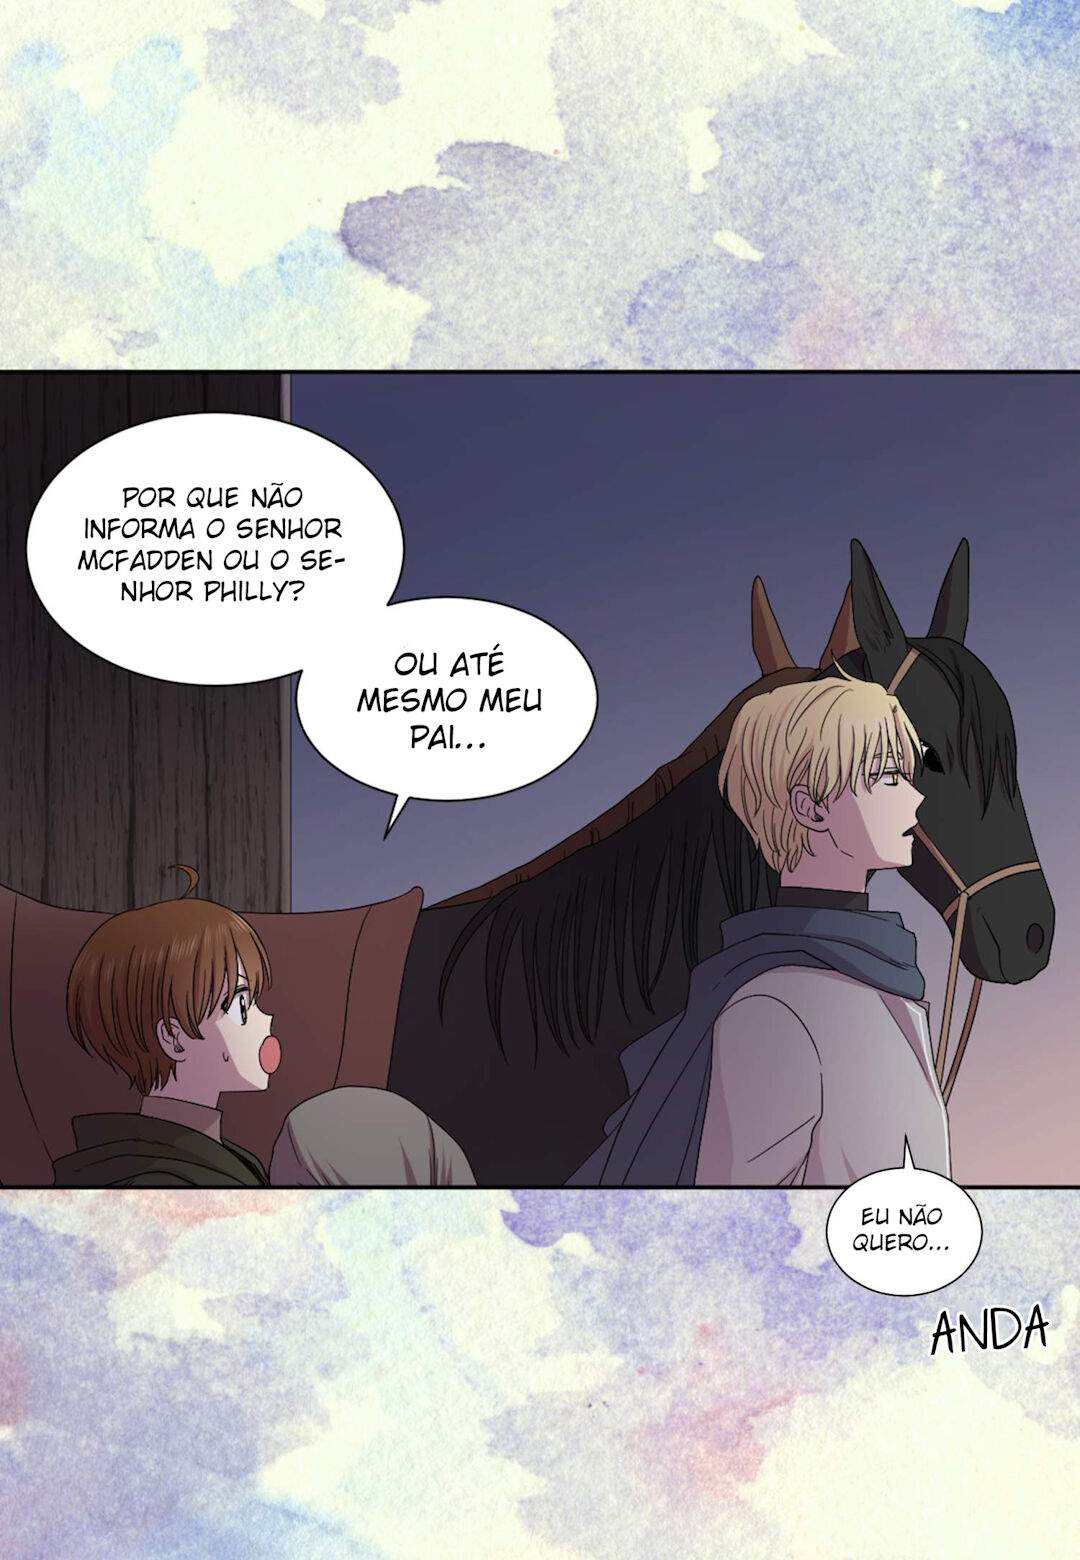 POR QUE NÃO
INFORMA O SENHOR
MCFADDEN OU O SE-
NHOR PHILLY?
OU ATÉ
MESMO MEU
PAI...
EU NÃO
QUERO...
ANDA